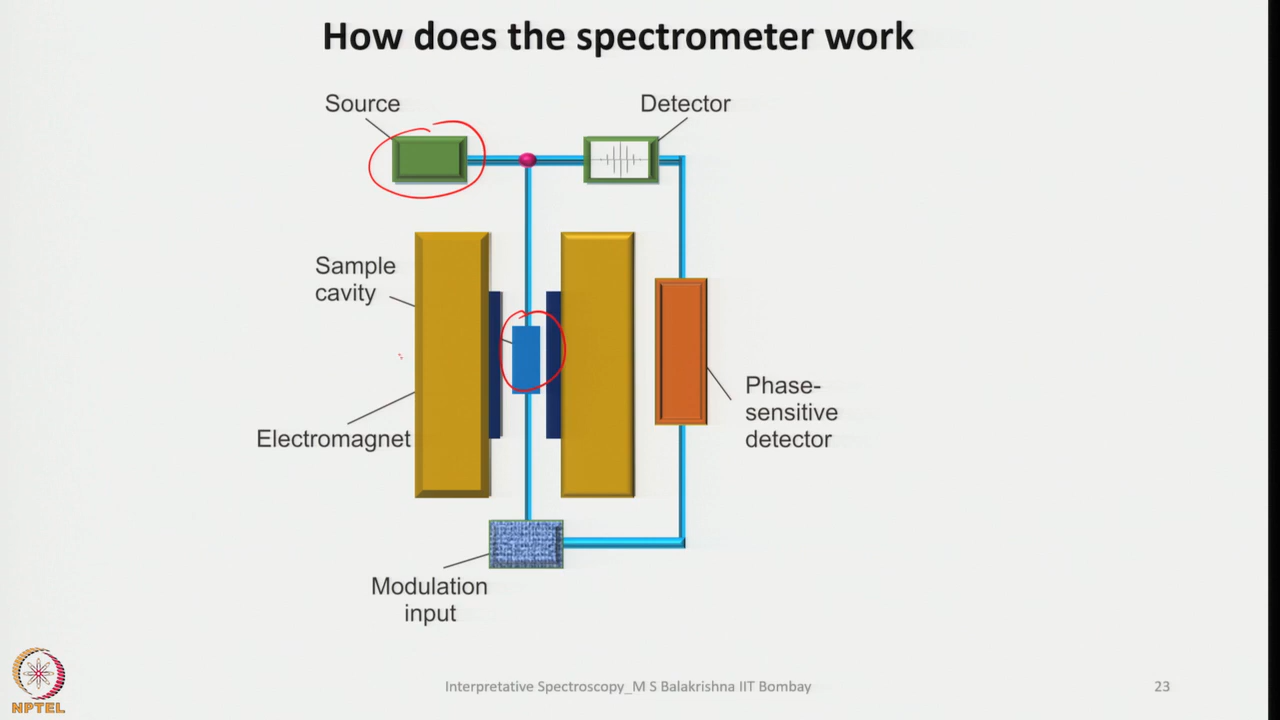 How does the spectrometer work
Source
Detector
Sample
cavity
Electromagnet
Phase-
sensitive
detector
Modulation
input
NPTEL
Interpretative Spectroscopy_M S Balakrishna IIT Bombay
23